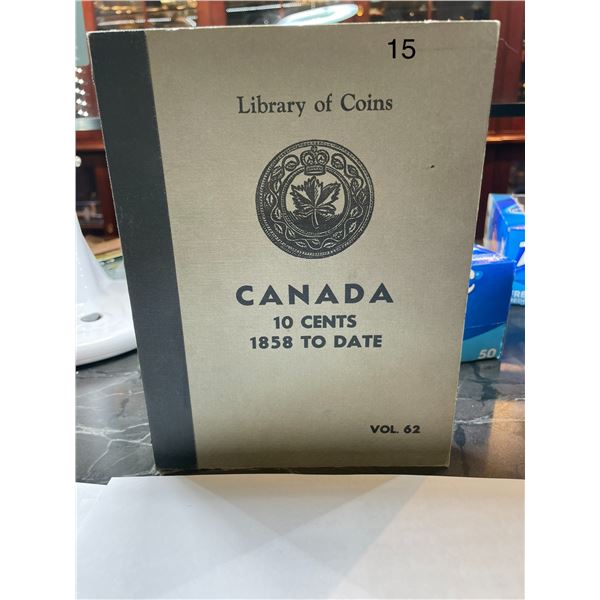 15
Library of Coins
CANADA
10 CENTS
1858 TO DATE
VOL. 62
50